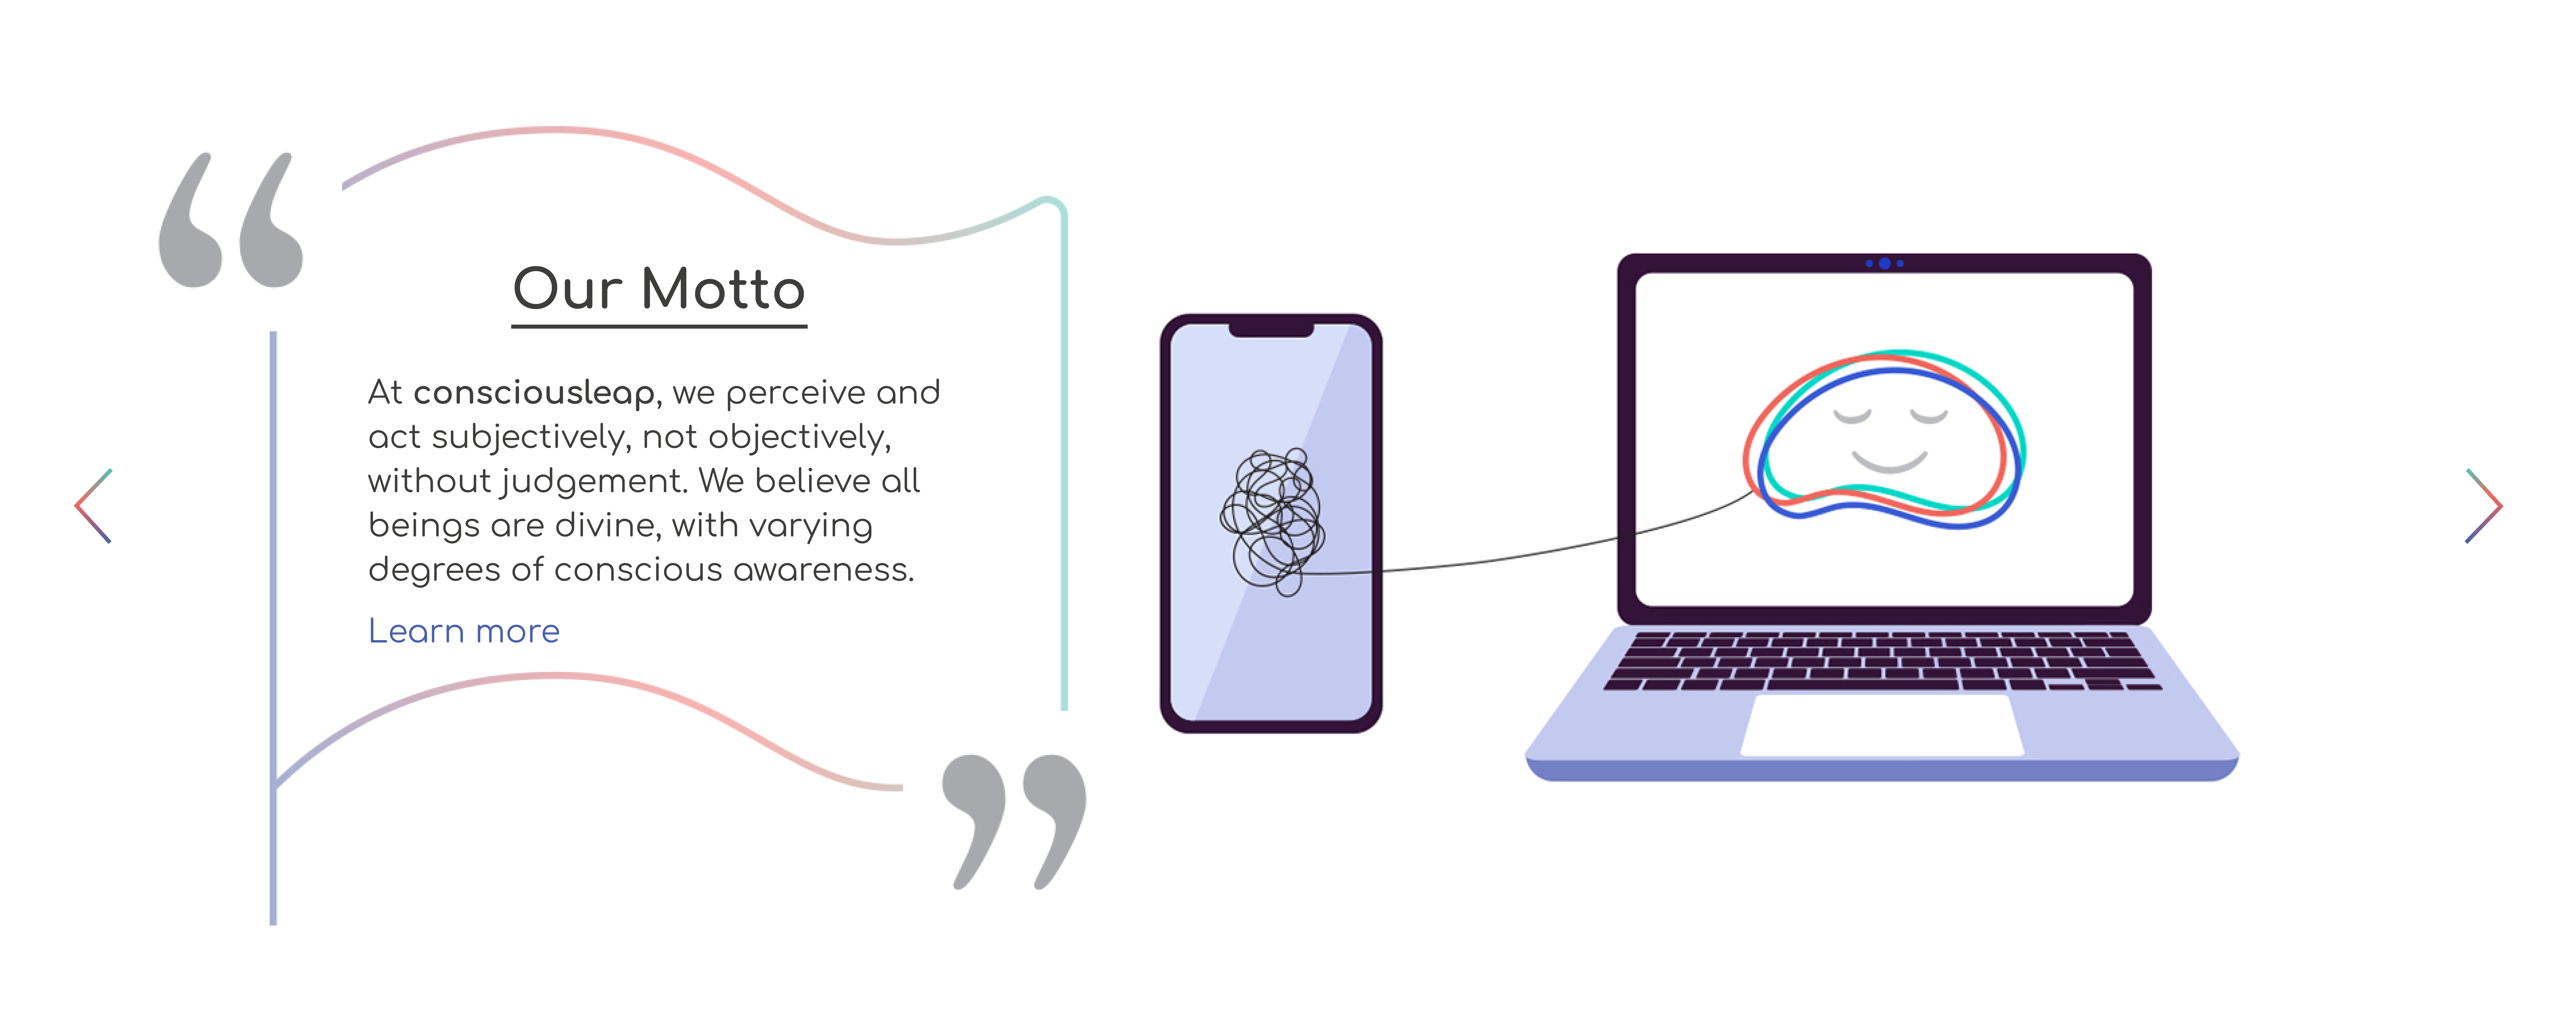 Our Motto
At consciousleap, we perceive and
act subjectively, not objectively,
without judgement. We believe all
beings are divine, with varying
degrees of conscious awareness.
Learn more